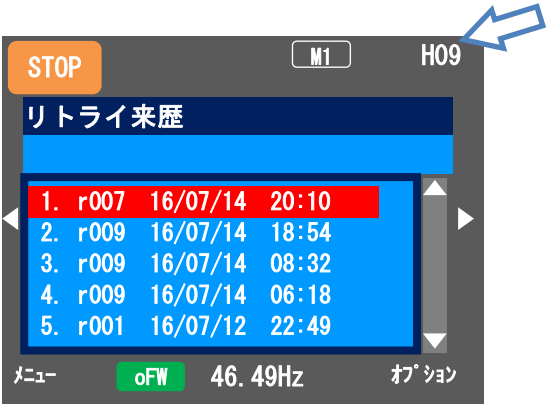 STOP M1 H09
リトライ来歴
1. r007 16/07/14 20:10
2. r009 16/07/14 18:54
3. r009 16/07/14 08:32
4. r009 16/07/14 06:18
5. r001 16/07/12 22:49
ﾒﾆｭｰ oFW 46.49Hz ｵﾌﾟｼｮﾝ